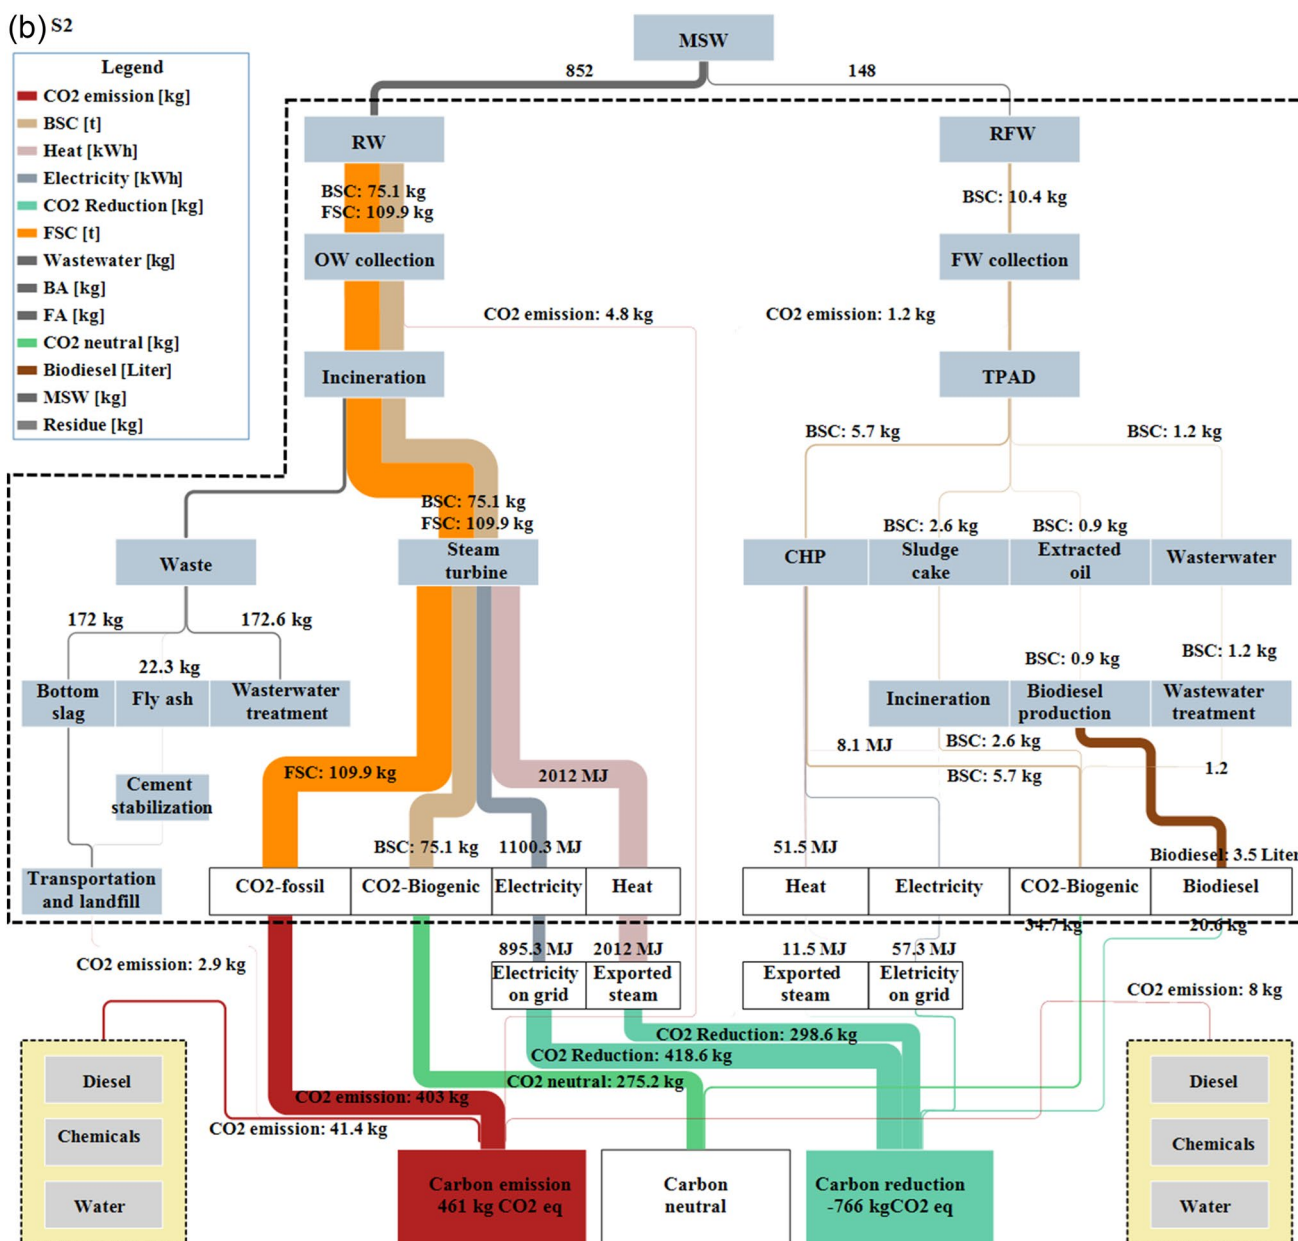 (b) S2
MSW
Legend
CO2 emission [kg]
BSC [t]
Heat [kWh]
Electricity [kWh]
CO2 Reduction [kg]
FSC [t]
Wastewater [kg]
BA [kg]
FA [kg]
CO2 neutral [kg]
Biodiesel [Liter]
MSW [kg]
Residue [kg]
852
148
RW
RFW
BSC: 75.1 kg
FSC: 109.9 kg
BSC: 10.4 kg
OW collection
FW collection
CO2 emission: 4.8 kg
CO2 emission: 1.2 kg
Incineration
TPAD
BSC: 5.7 kg
BSC: 1.2 kg
BSC: 75.1 kg
FSC: 109.9 kg
BSC: 2.6 kg
BSC: 0.9 kg
Waste
Steam
turbine
CHP
Sludge
cake
Extracted
oil
Wasterwater
172 kg
172.6 kg
22.3 kg
BSC: 0.9 kg
BSC: 1.2 kg
Bottom
slag
Fly ash
Wasterwater
treatment
Incineration
Biodiesel
production
Wastewater
treatment
8.1 MJ
BSC: 2.6 kg
BSC: 5.7 kg
1.2
FSC: 109.9 kg
2012 MJ
Cement
stabilization
BSC: 75.1 kg
1100.3 MJ
51.5 MJ
Biodiesel: 3.5 Liter
Transportation
and landfill
CO2-fossil
CO2-Biogenic
Electricity
Heat
Heat
Electricity
CO2-Biogenic
Biodiesel
34.7 kg
20.6 kg
CO2 emission: 2.9 kg
895.3 MJ
2012 MJ
11.5 MJ
57.3 MJ
Electricity
on grid
Exported
steam
Exported
steam
Eletricity
on grid
CO2 emission: 8 kg
CO2 Reduction: 298.6 kg
CO2 Reduction: 418.6 kg
CO2 neutral: 275.2 kg
CO2 emission: 403 kg
CO2 emission: 41.4 kg
Diesel
Chemicals
Water
Diesel
Chemicals
Water
Carbon emission
461 kg CO2 eq
Carbon
neutral
Carbon reduction
-766 kgCO2 eq